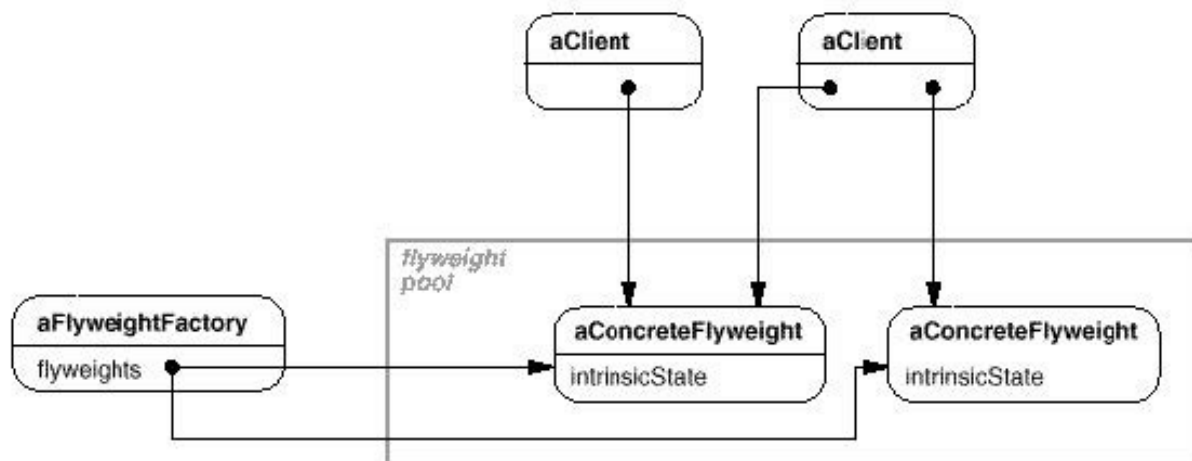 aClient
aClient
flyweight
pool
aFlyweightFactory
flyweights
aConcreteFlyweight
intrinsicState
aConcreteFlyweight
intrinsicState